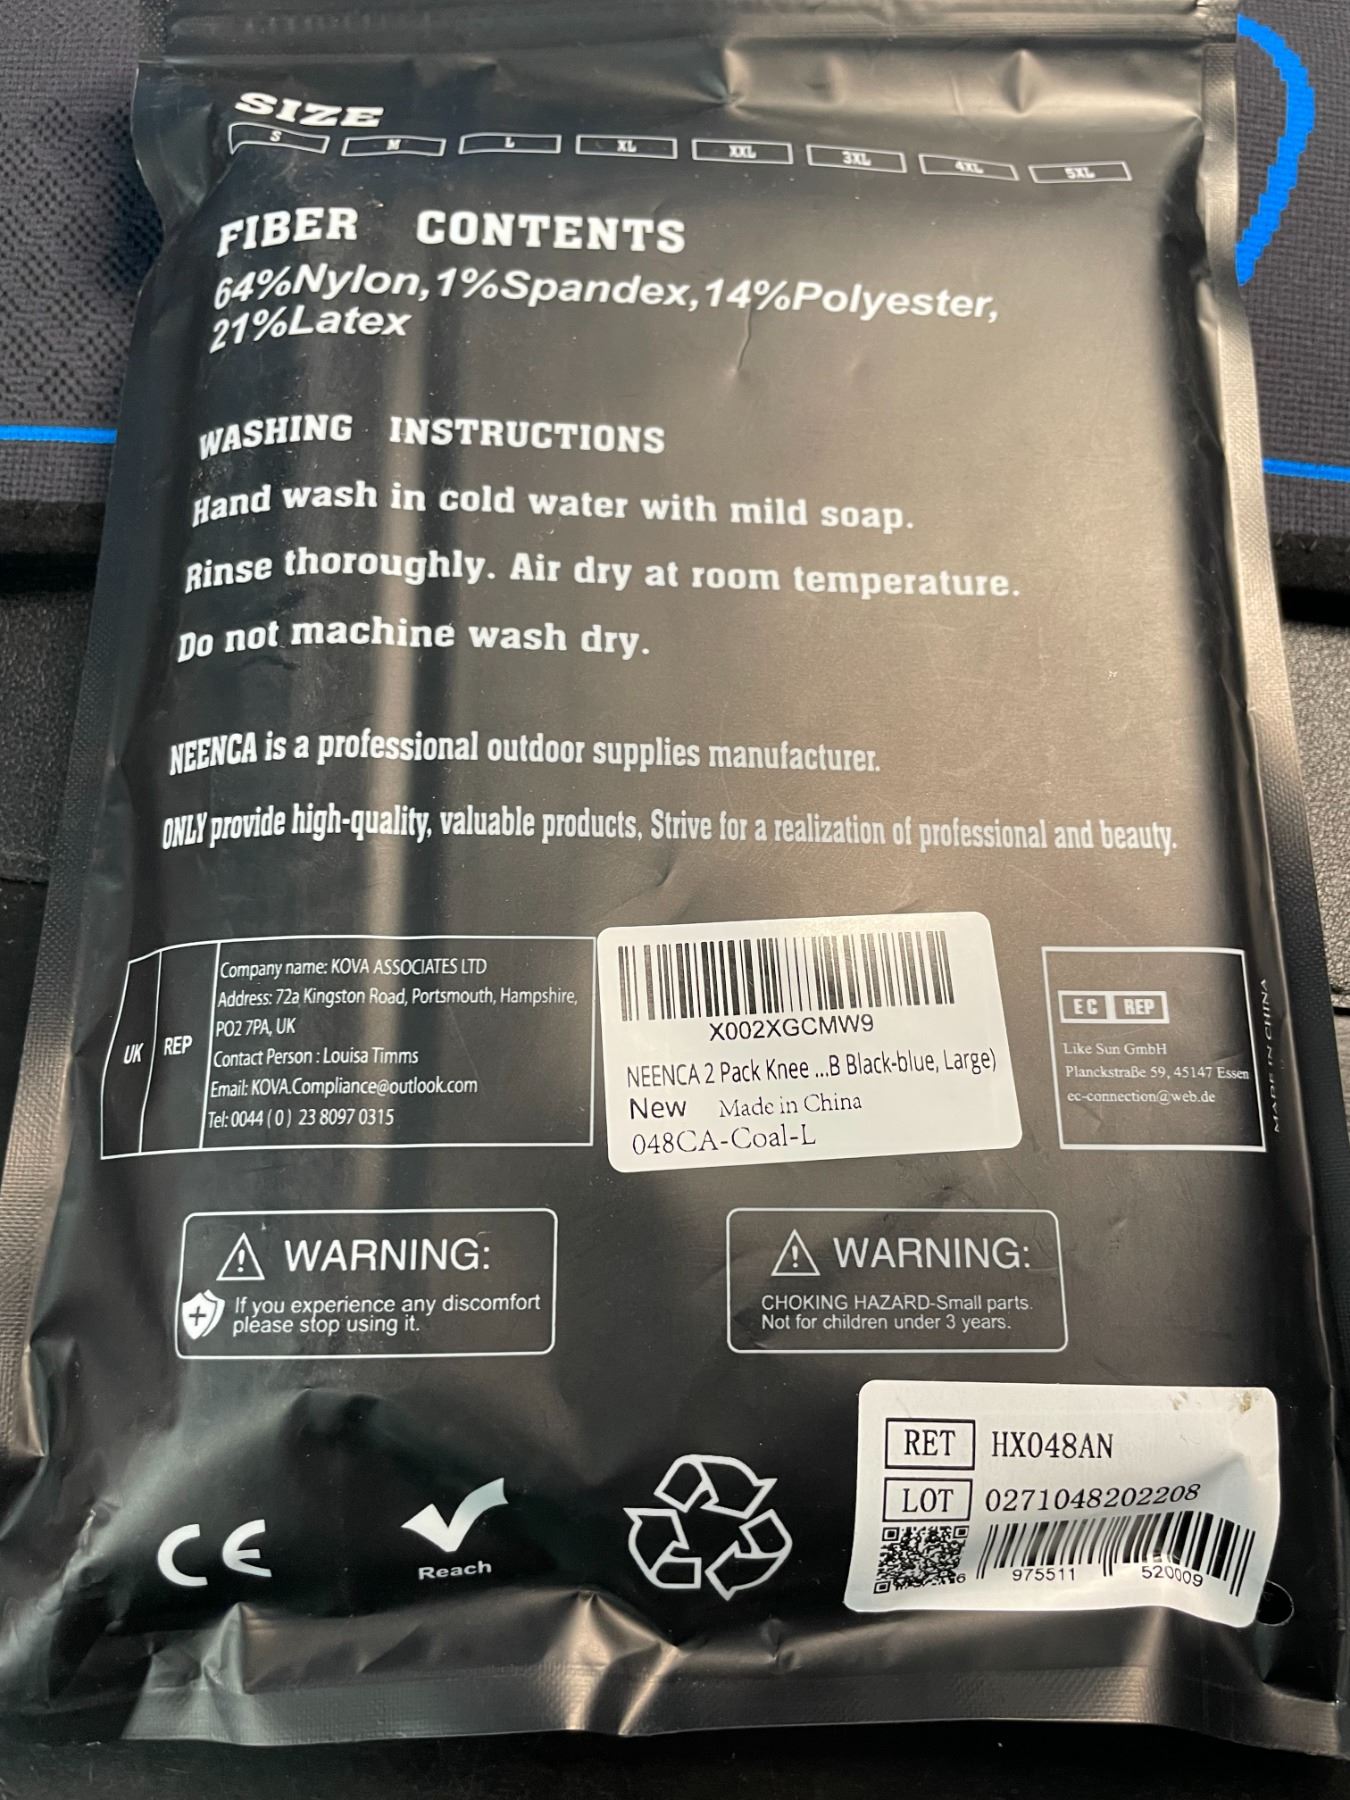 SIZE
S M L XL XXL 3XL 4XL 5XL
FIBER CONTENTS
64%Nylon,1%Spandex,14%Polyester,
21%Latex
WASHING INSTRUCTIONS
Hand wash in cold water with mild soap.
Rinse thoroughly. Air dry at room temperature.
Do not machine wash dry.
NEENCA is a professional outdoor supplies manufacturer.
ONLY provide high-quality, valuable products, Strive for a realization of professional and beauty.
UK REP
Company name: KOVA ASSOCIATES LTD
Address: 72a Kingston Road, Portsmouth, Hampshire,
PO2 7PA, UK
Contact Person : Louisa Timms
Email: KOVA.Compliance@outlook.com
Tel: 0044 ( 0 ) 23 8097 0315
X002XGCMW9
NEENCA 2 Pack Knee ...B Black-blue, Large)
New Made in China
048CA-Coal-L
EC REP
Like Sun GmbH
Planckstraße 59, 45147 Essen
ec-connection@web.de
MADE IN CHINA
WARNING:
If you experience any discomfort
please stop using it.
WARNING:
CHOKING HAZARD-Small parts.
Not for children under 3 years.
CE
Reach
RET HX048AN
LOT 0271048202208
6 975511 520009